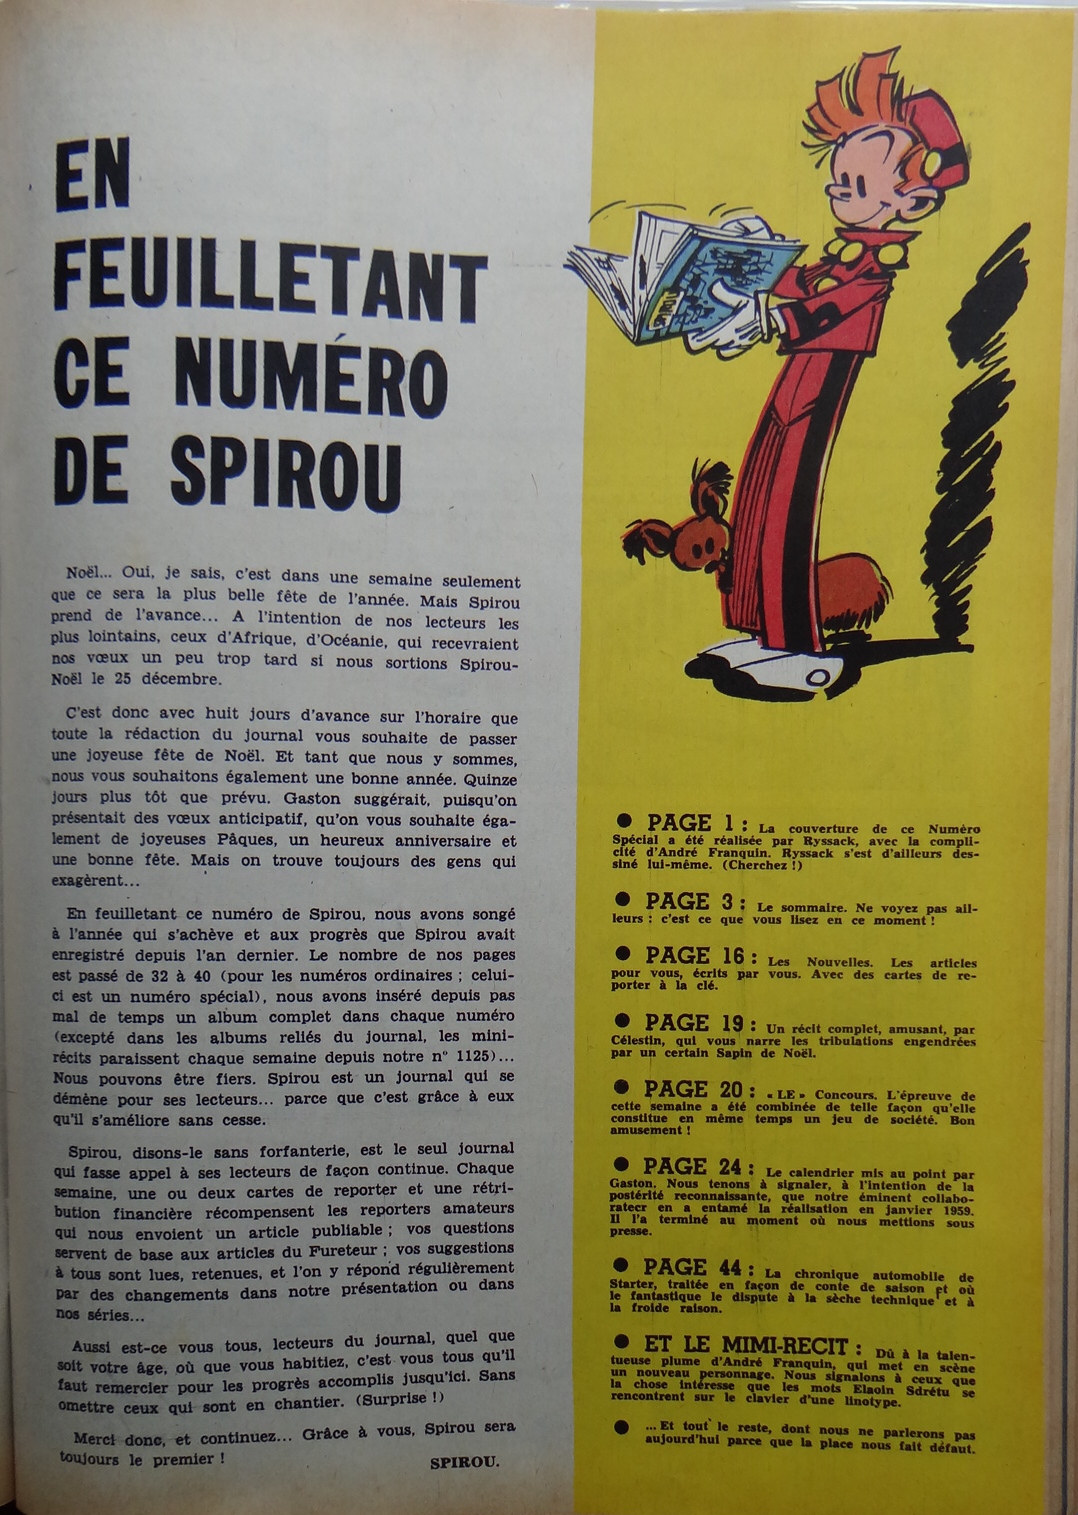 EN
FEUILLETANT
CE NUMÉRO
DE SPIROU
Noël... Oui, je sais, c'est dans une semaine seulement
que ce sera la plus belle fête de l'année. Mais Spirou
prend de l'avance... A l'intention de nos lecteurs les
plus lointains, ceux d'Afrique, d'Océanie, qui recevraient
nos vœux un peu trop tard si nous sortions Spirou-
Noël le 25 décembre.
C'est donc avec huit jours d'avance sur l'horaire que
toute la rédaction du journal vous souhaite de passer
une joyeuse fête de Noël. Et tant que nous y sommes,
nous vous souhaitons également une bonne année. Quinze
jours plus tôt que prévu. Gaston suggérait, puisqu'on
présentait des vœux anticipatif, qu'on vous souhaite éga-
lement de joyeuses Pâques, un heureux anniversaire et
une bonne fête. Mais on trouve toujours des gens qui
exagèrent...
En feuilletant ce numéro de Spirou, nous avons songé
à l'année qui s'achève et aux progrès que Spirou avait
enregistré depuis l'an dernier. Le nombre de nos pages
est passé de 32 à 40 (pour les numéros ordinaires ; celui-
ci est un numéro spécial), nous avons inséré depuis pas
mal de temps un album complet dans chaque numéro
(excepté dans les albums reliés du journal, les mini-
récits paraissent chaque semaine depuis notre n° 1125)...
Nous pouvons être fiers. Spirou est un journal qui se
démène pour ses lecteurs... parce que c'est grâce à eux
qu'il s'améliore sans cesse.
Spirou, disons-le sans forfanterie, est le seul journal
qui fasse appel à ses lecteurs de façon continue. Chaque
semaine, une ou deux cartes de reporter et une rétri-
bution financière récompensent les reporters amateurs
qui nous envoient un article publiable ; vos questions
servent de base aux articles du Fureteur ; vos suggestions
à tous sont lues, retenues, et l'on y répond régulièrement
par des changements dans notre présentation ou dans
nos séries...
Aussi est-ce vous tous, lecteurs du journal, quel que
soit votre âge, où que vous habitiez, c'est vous tous qu'il
faut remercier pour les progrès accomplis jusqu'ici. Sans
omettre ceux qui sont en chantier. (Surprise !)
Merci donc, et continuez... Grâce à vous, Spirou sera
toujours le premier !
SPIROU.
● PAGE 1 : La couverture de ce Numéro
Spécial a été réalisée par Ryssack, avec la compli-
cité d'André Franquin. Ryssack s'est d'ailleurs des-
siné lui-même. (Cherchez !)
● PAGE 3 : Le sommaire. Ne voyez pas ail-
leurs : c'est ce que vous lisez en ce moment !
● PAGE 16 : Les Nouvelles. Les articles
pour vous, écrits par vous. Avec des cartes de re-
porter à la clé.
● PAGE 19 : Un récit complet, amusant, par
Célestin, qui vous narre les tribulations engendrées
par un certain Sapin de Noël.
● PAGE 20 : « LE » Concours. L'épreuve de
cette semaine a été combinée de telle façon qu'elle
constitue en même temps un jeu de société. Bon
amusement !
● PAGE 24 : Le calendrier mis au point par
Gaston. Nous tenons à signaler, à l'intention de la
postérité reconnaissante, que notre éminent collabo-
ratecr en a entamé la réalisation en janvier 1959.
Il l'a terminé au moment où nous mettions sous
presse.
● PAGE 44 : La chronique automobile de
Starter, traitée en façon de conte de saison et où
le fantastique le dispute à la sèche technique et à
la froide raison.
● ET LE MIMI-RECIT : Dû à la talen-
tueuse plume d'André Franquin, qui met en scène
un nouveau personnage. Nous signalons à ceux que
la chose intéresse que les mots Elaoin Sdrétu se
rencontrent sur le clavier d'une linotype.
● ... Et tout le reste, dont nous ne parlerons pas
aujourd'hui parce que la place nous fait défaut.